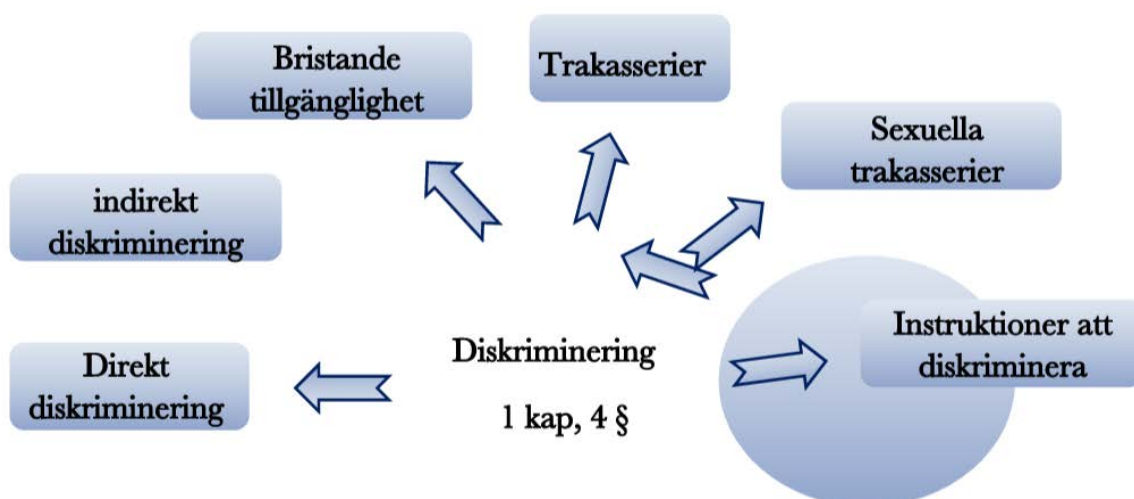 Bristande
tillgänglighet
Trakasserier
Sexuella
trakasserier
indirekt
diskriminering
Instruktioner att
diskriminera
Direkt
diskriminering
Diskriminering
1 kap, 4 §